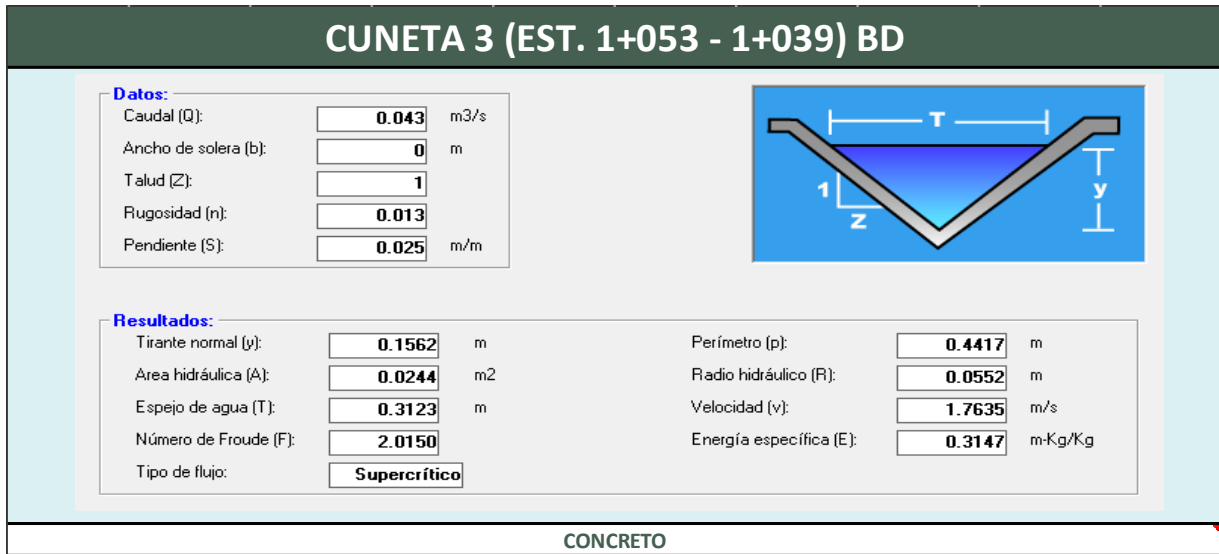 CUNETA 3 (EST. 1+053 - 1+039) BD
Datos:
Caudal (Q): 0.043 m3/s
Ancho de solera (b): 0 m
Talud (Z): 1
Rugosidad (n): 0.013
Pendiente (S): 0.025 m/m
T
1
Z
y
Resultados:
Tirante normal (y): 0.1562 m Perímetro (p): 0.4417 m
Area hidráulica (A): 0.0244 m2 Radio hidráulico (R): 0.0552 m
Espejo de agua (T): 0.3123 m Velocidad (v): 1.7635 m/s
Número de Froude (F): 2.0150 Energía específica (E): 0.3147 m-Kg/Kg
Tipo de flujo: Supercrítico
CONCRETO